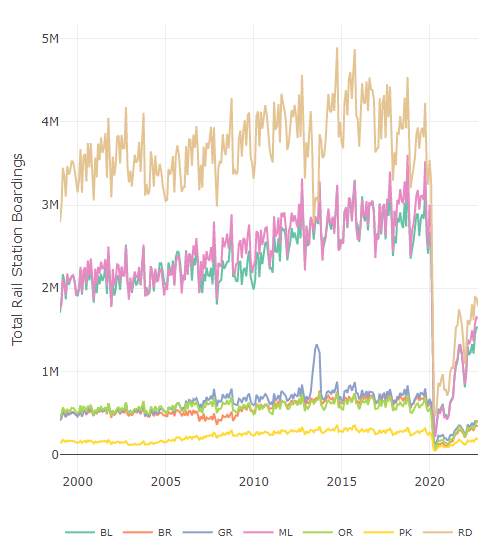 5M
4M
3M
2M
1M
0
Total Rail Station Boardings
2000 2005 2010 2015 2020
BL BR GR ML OR PK RD